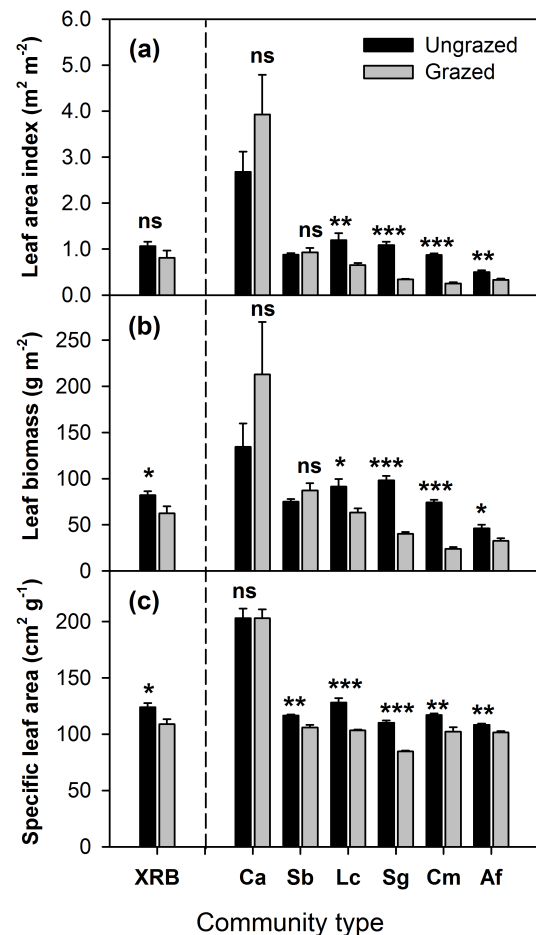 6.0
(a)
ns
Ungrazed
Grazed
5.0
4.0
3.0
2.0
1.0
0.0
ns
ns
**
***
***
**
Leaf area index (m² m⁻²)
(b)
ns
250
200
150
100
50
0
*
ns
*
***
***
*
Leaf biomass (g m⁻²)
(c)
ns
200
150
100
50
0
*
**
***
***
**
**
Specific leaf area (cm² g⁻¹)
XRB Ca Sb Lc Sg Cm Af
Community type